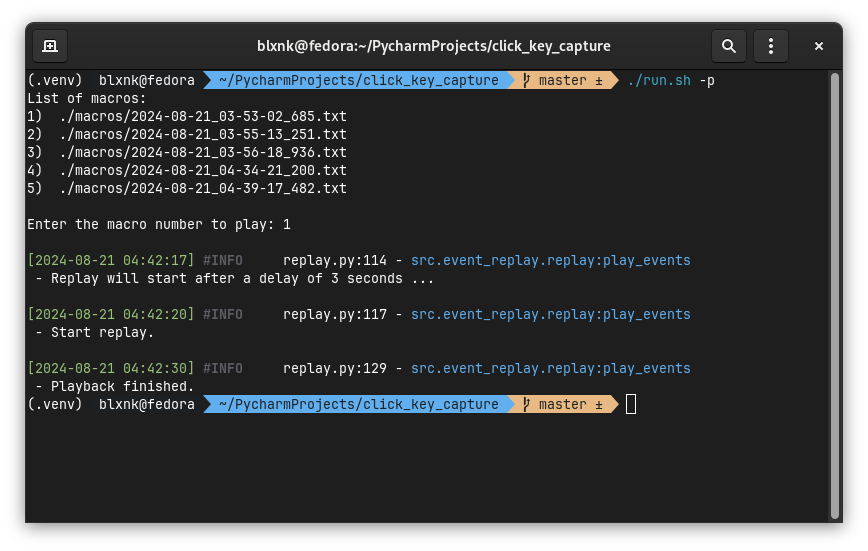 blxnk@fedora:~/PycharmProjects/click_key_capture
(.venv) blxnk@fedora ~/PycharmProjects/click_key_capture master ± ./run.sh -p
List of macros:
1) ./macros/2024-08-21_03-53-02_685.txt
2) ./macros/2024-08-21_03-55-13_251.txt
3) ./macros/2024-08-21_03-56-18_936.txt
4) ./macros/2024-08-21_04-34-21_200.txt
5) ./macros/2024-08-21_04-39-17_482.txt
Enter the macro number to play: 1
[2024-08-21 04:42:17] #INFO replay.py:114 - src.event_replay.replay:play_events
- Replay will start after a delay of 3 seconds ...
[2024-08-21 04:42:20] #INFO replay.py:117 - src.event_replay.replay:play_events
- Start replay.
[2024-08-21 04:42:30] #INFO replay.py:129 - src.event_replay.replay:play_events
- Playback finished.
(.venv) blxnk@fedora ~/PycharmProjects/click_key_capture master ±